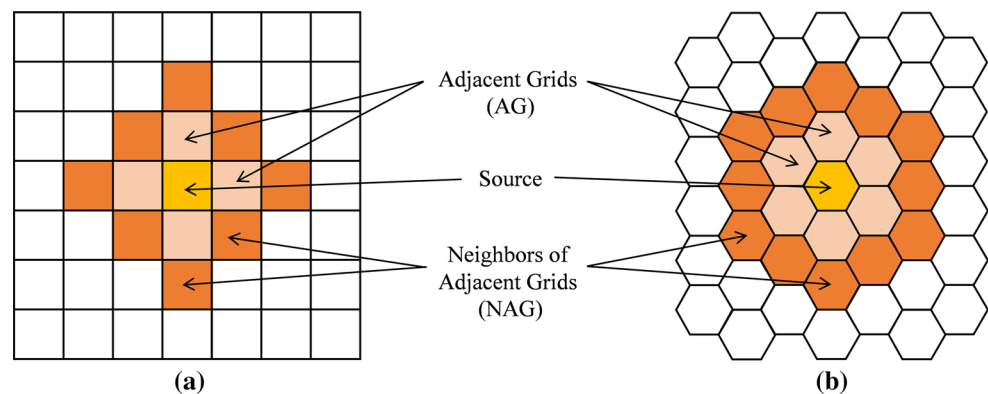 Adjacent Grids
(AG)
Source
Neighbors of
Adjacent Grids
(NAG)
(a)
(b)